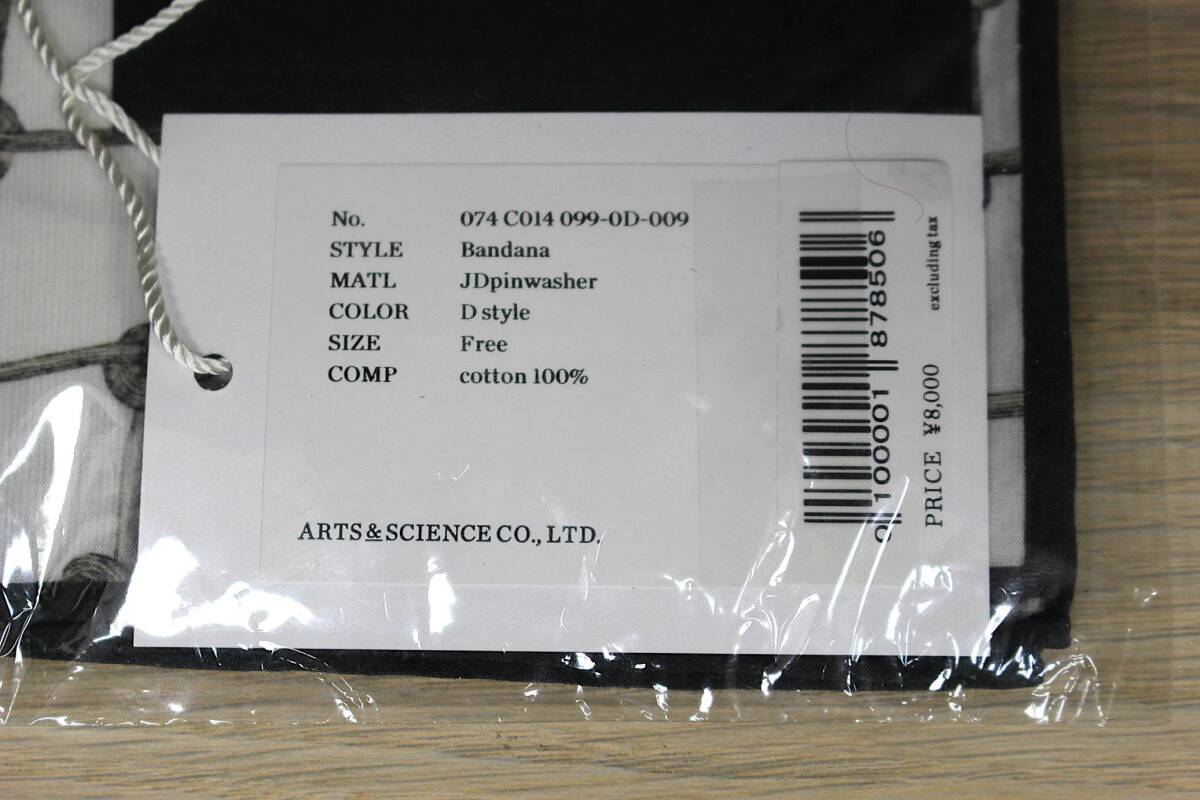 No. 074 C014 099-0D-009
STYLE Bandana
MATL JDpinwasher
COLOR D style
SIZE Free
COMP cotton 100%
ARTS&SCIENCE CO., LTD.
0 100001 878506
PRICE ¥8,000
excluding tax